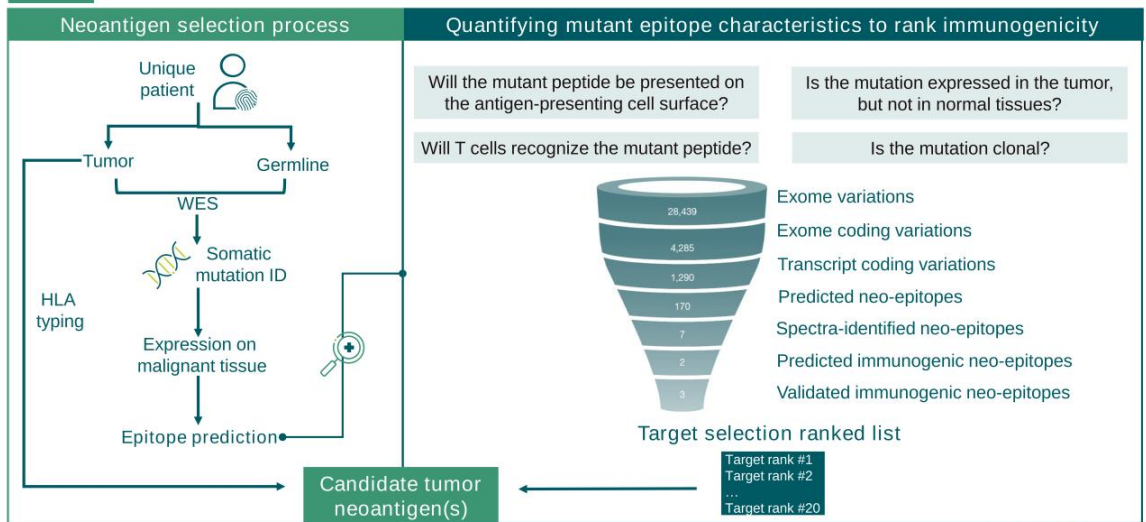 Neoantigen selection process
Unique
patient
Tumor
Germline
WES
Somatic
mutation ID
HLA
typing
Expression on
malignant tissue
Epitope prediction
Quantifying mutant epitope characteristics to rank immunogenicity
Will the mutant peptide be presented on
the antigen-presenting cell surface?
Is the mutation expressed in the tumor,
but not in normal tissues?
Will T cells recognize the mutant peptide?
Is the mutation clonal?
28,439
Exome variations
4,285
Exome coding variations
1,290
Transcript coding variations
170
Predicted neo-epitopes
7
Spectra-identified neo-epitopes
2
Predicted immunogenic neo-epitopes
3
Validated immunogenic neo-epitopes
Target selection ranked list
Target rank #1
Target rank #2
...
Target rank #20
Candidate tumor
neoantigen(s)